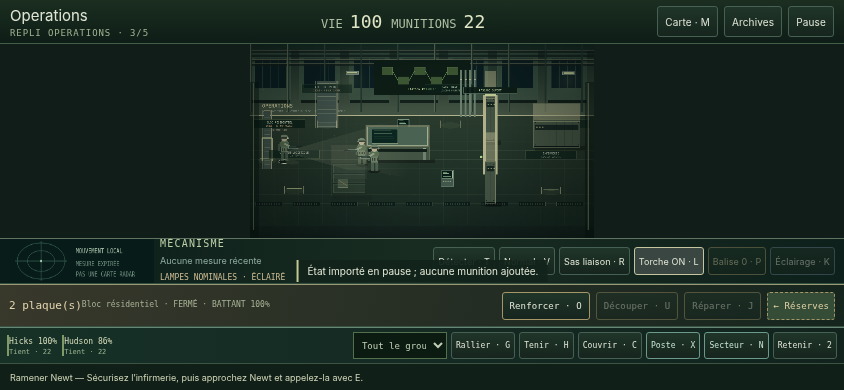 Operations
REPLI OPERATIONS · 3/5
VIE 100 MUNITIONS 22
Carte · M
Archives
Pause
OPERATIONS
MOUVEMENT LOCAL
MESURE EXPIRÉE
PAS UNE CARTE RADAR
MECANISME
Aucune mesure récente
LAMPES NOMINALES · ÉCLAIRÉ
Sas liaison · R
Torche ON · L
Balise 0 · P
Éclairage · K
État importé en pause ; aucune munition ajoutée.
2 plaque(s)
Bloc résidentiel · FERMÉ · BATTANT 100%
Renforcer · O
Découper · U
Réparer · J
← Réserves
Hicks 100%
Tient · 22
Hudson 86%
Tient · 22
Tout le grou
Rallier · G
Tenir · H
Couvrir · C
Poste · X
Secteur · N
Retenir · 2
Ramener Newt — Sécurisez l'infirmerie, puis approchez Newt et appelez-la avec E.